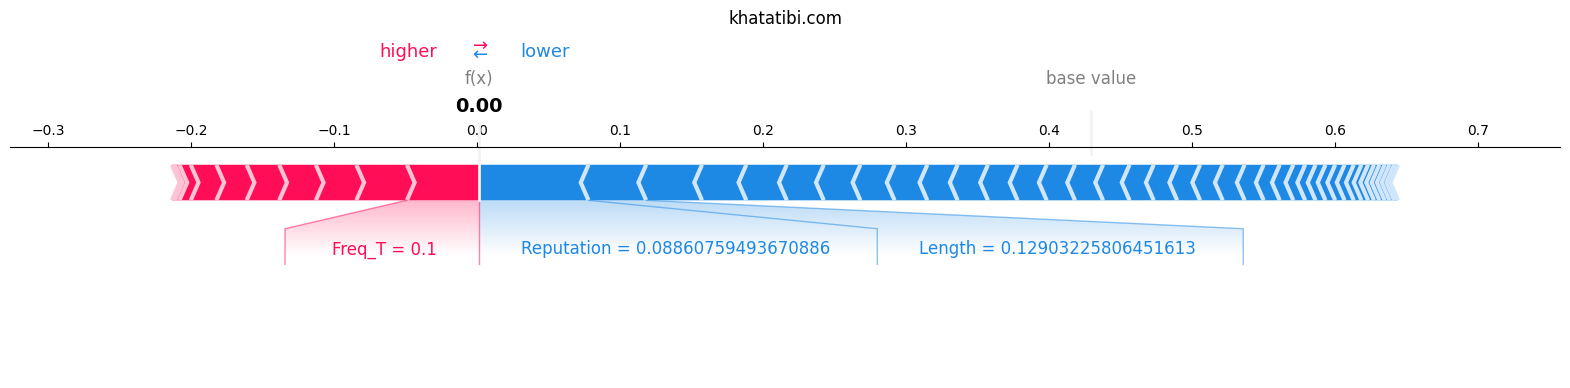 khatatibi.com
higher → ← lower
f(x) base value
0.00
−0.3 −0.2 −0.1 0.0 0.1 0.2 0.3 0.4 0.5 0.6 0.7
Freq_T = 0.1 Reputation = 0.08860759493670886 Length = 0.12903225806451613